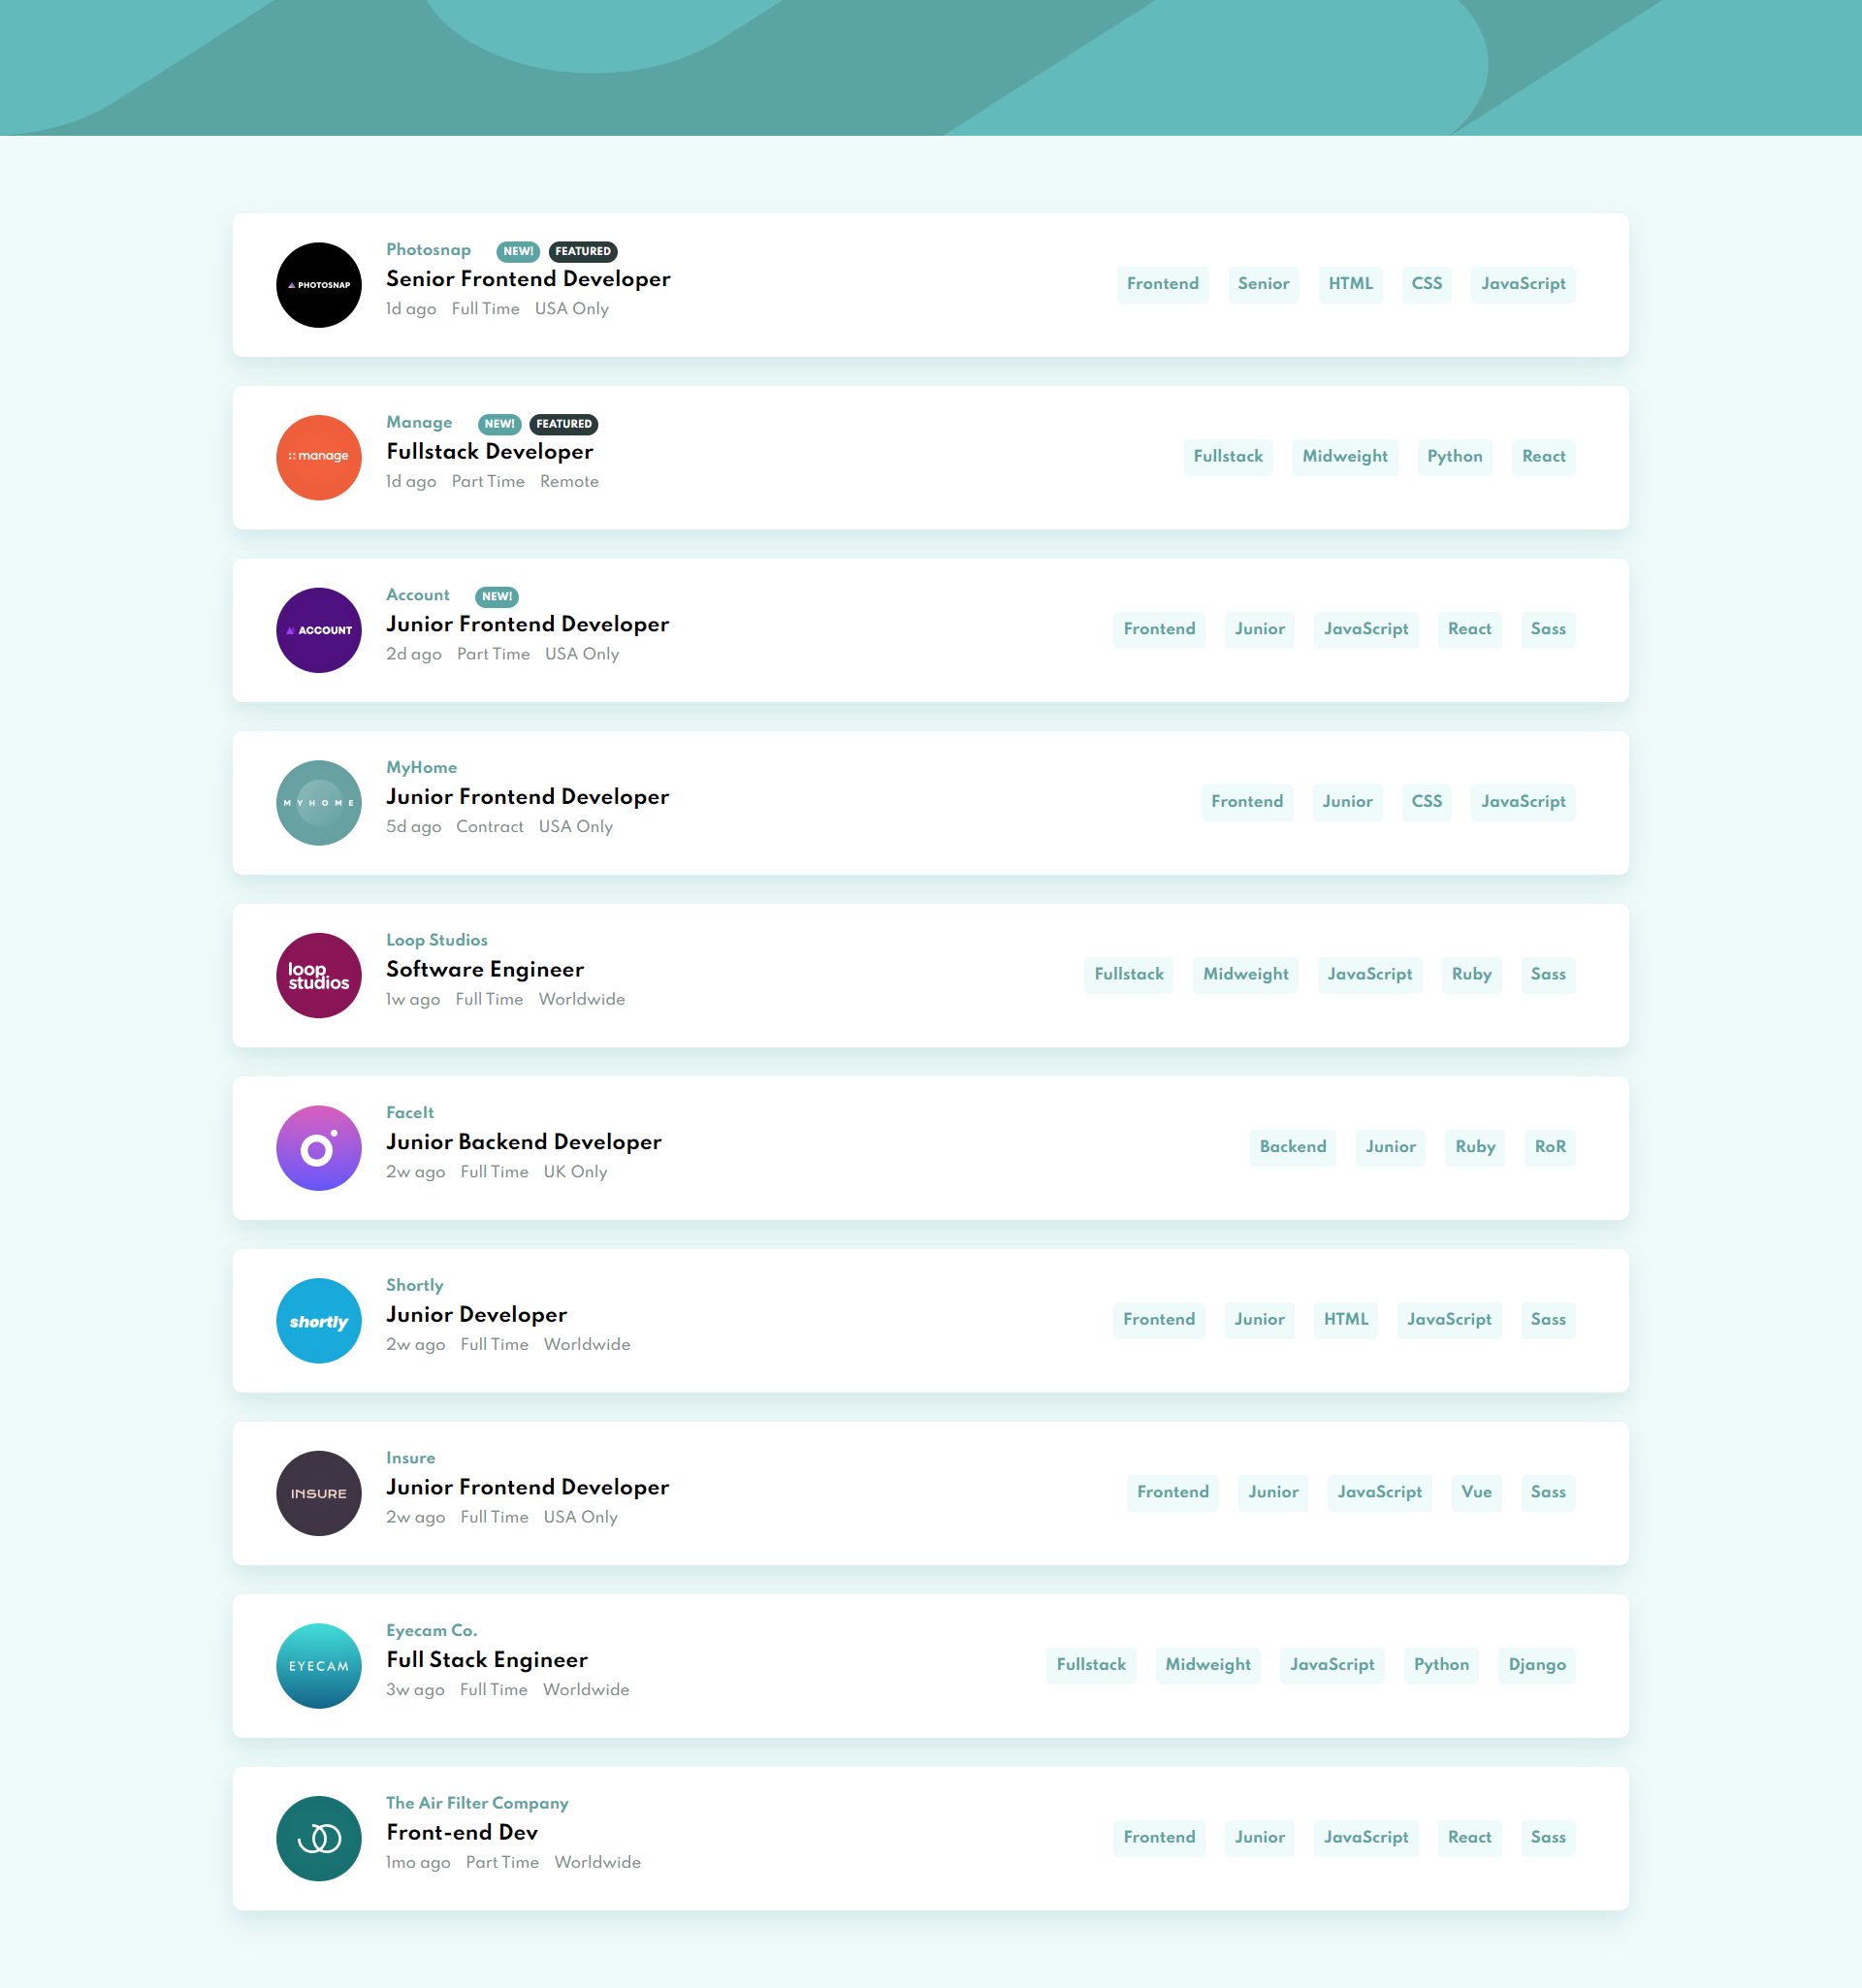 PHOTOSNAP
Photosnap NEW! FEATURED
Senior Frontend Developer
1d ago Full Time USA Only
Frontend Senior HTML CSS JavaScript
manage
Manage NEW! FEATURED
Fullstack Developer
1d ago Part Time Remote
Fullstack Midweight Python React
ACCOUNT
Account NEW!
Junior Frontend Developer
2d ago Part Time USA Only
Frontend Junior JavaScript React Sass
MYHOME
MyHome
Junior Frontend Developer
5d ago Contract USA Only
Frontend Junior CSS JavaScript
loop
studios
Loop Studios
Software Engineer
1w ago Full Time Worldwide
Fullstack Midweight JavaScript Ruby Sass
FaceIt
Junior Backend Developer
2w ago Full Time UK Only
Backend Junior Ruby RoR
shortly
Shortly
Junior Developer
2w ago Full Time Worldwide
Frontend Junior HTML JavaScript Sass
INSURE
Insure
Junior Frontend Developer
2w ago Full Time USA Only
Frontend Junior JavaScript Vue Sass
EYECAM
Eyecam Co.
Full Stack Engineer
3w ago Full Time Worldwide
Fullstack Midweight JavaScript Python Django
The Air Filter Company
Front-end Dev
1mo ago Part Time Worldwide
Frontend Junior JavaScript React Sass